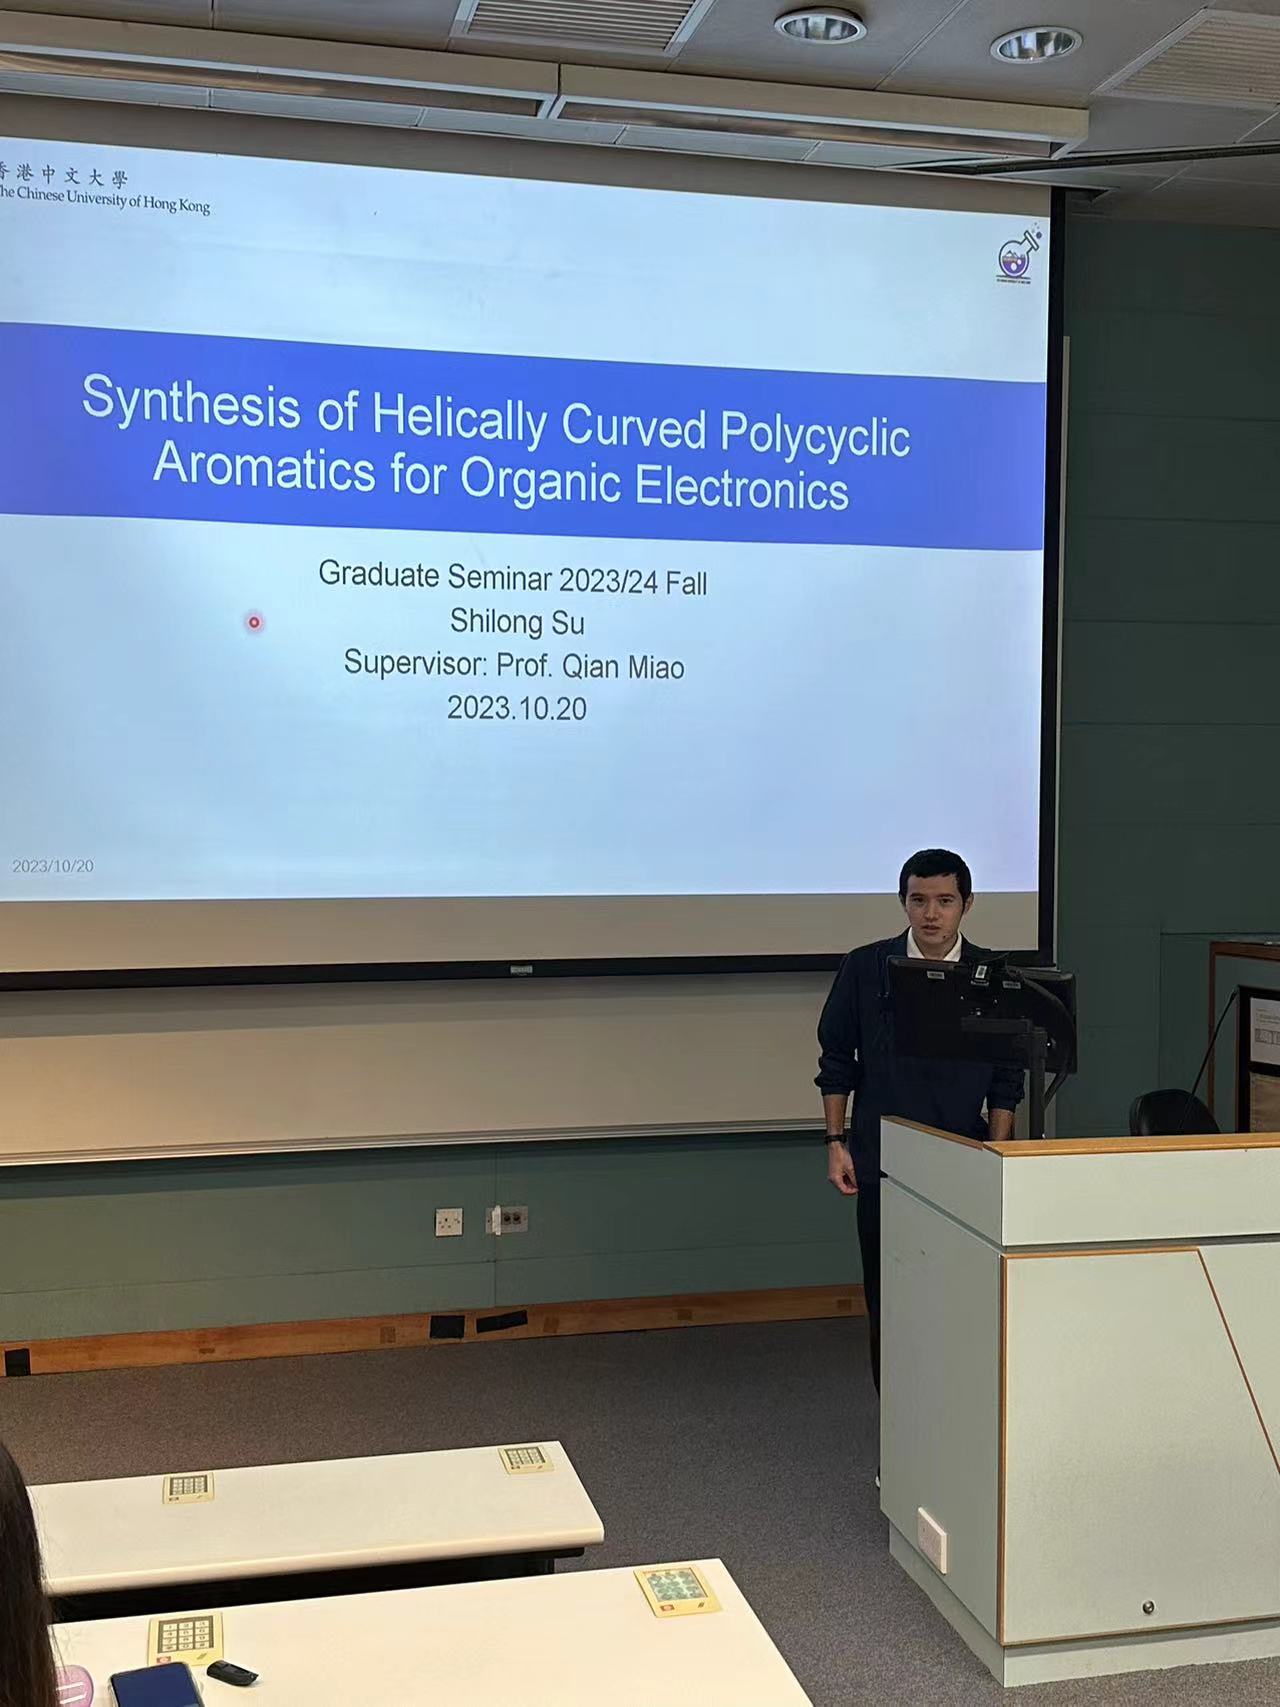 香港中文大學
The Chinese University of Hong Kong
Synthesis of Helically Curved Polycyclic
Aromatics for Organic Electronics
Graduate Seminar 2023/24 Fall
Shilong Su
Supervisor: Prof. Qian Miao
2023.10.20
2023/10/20